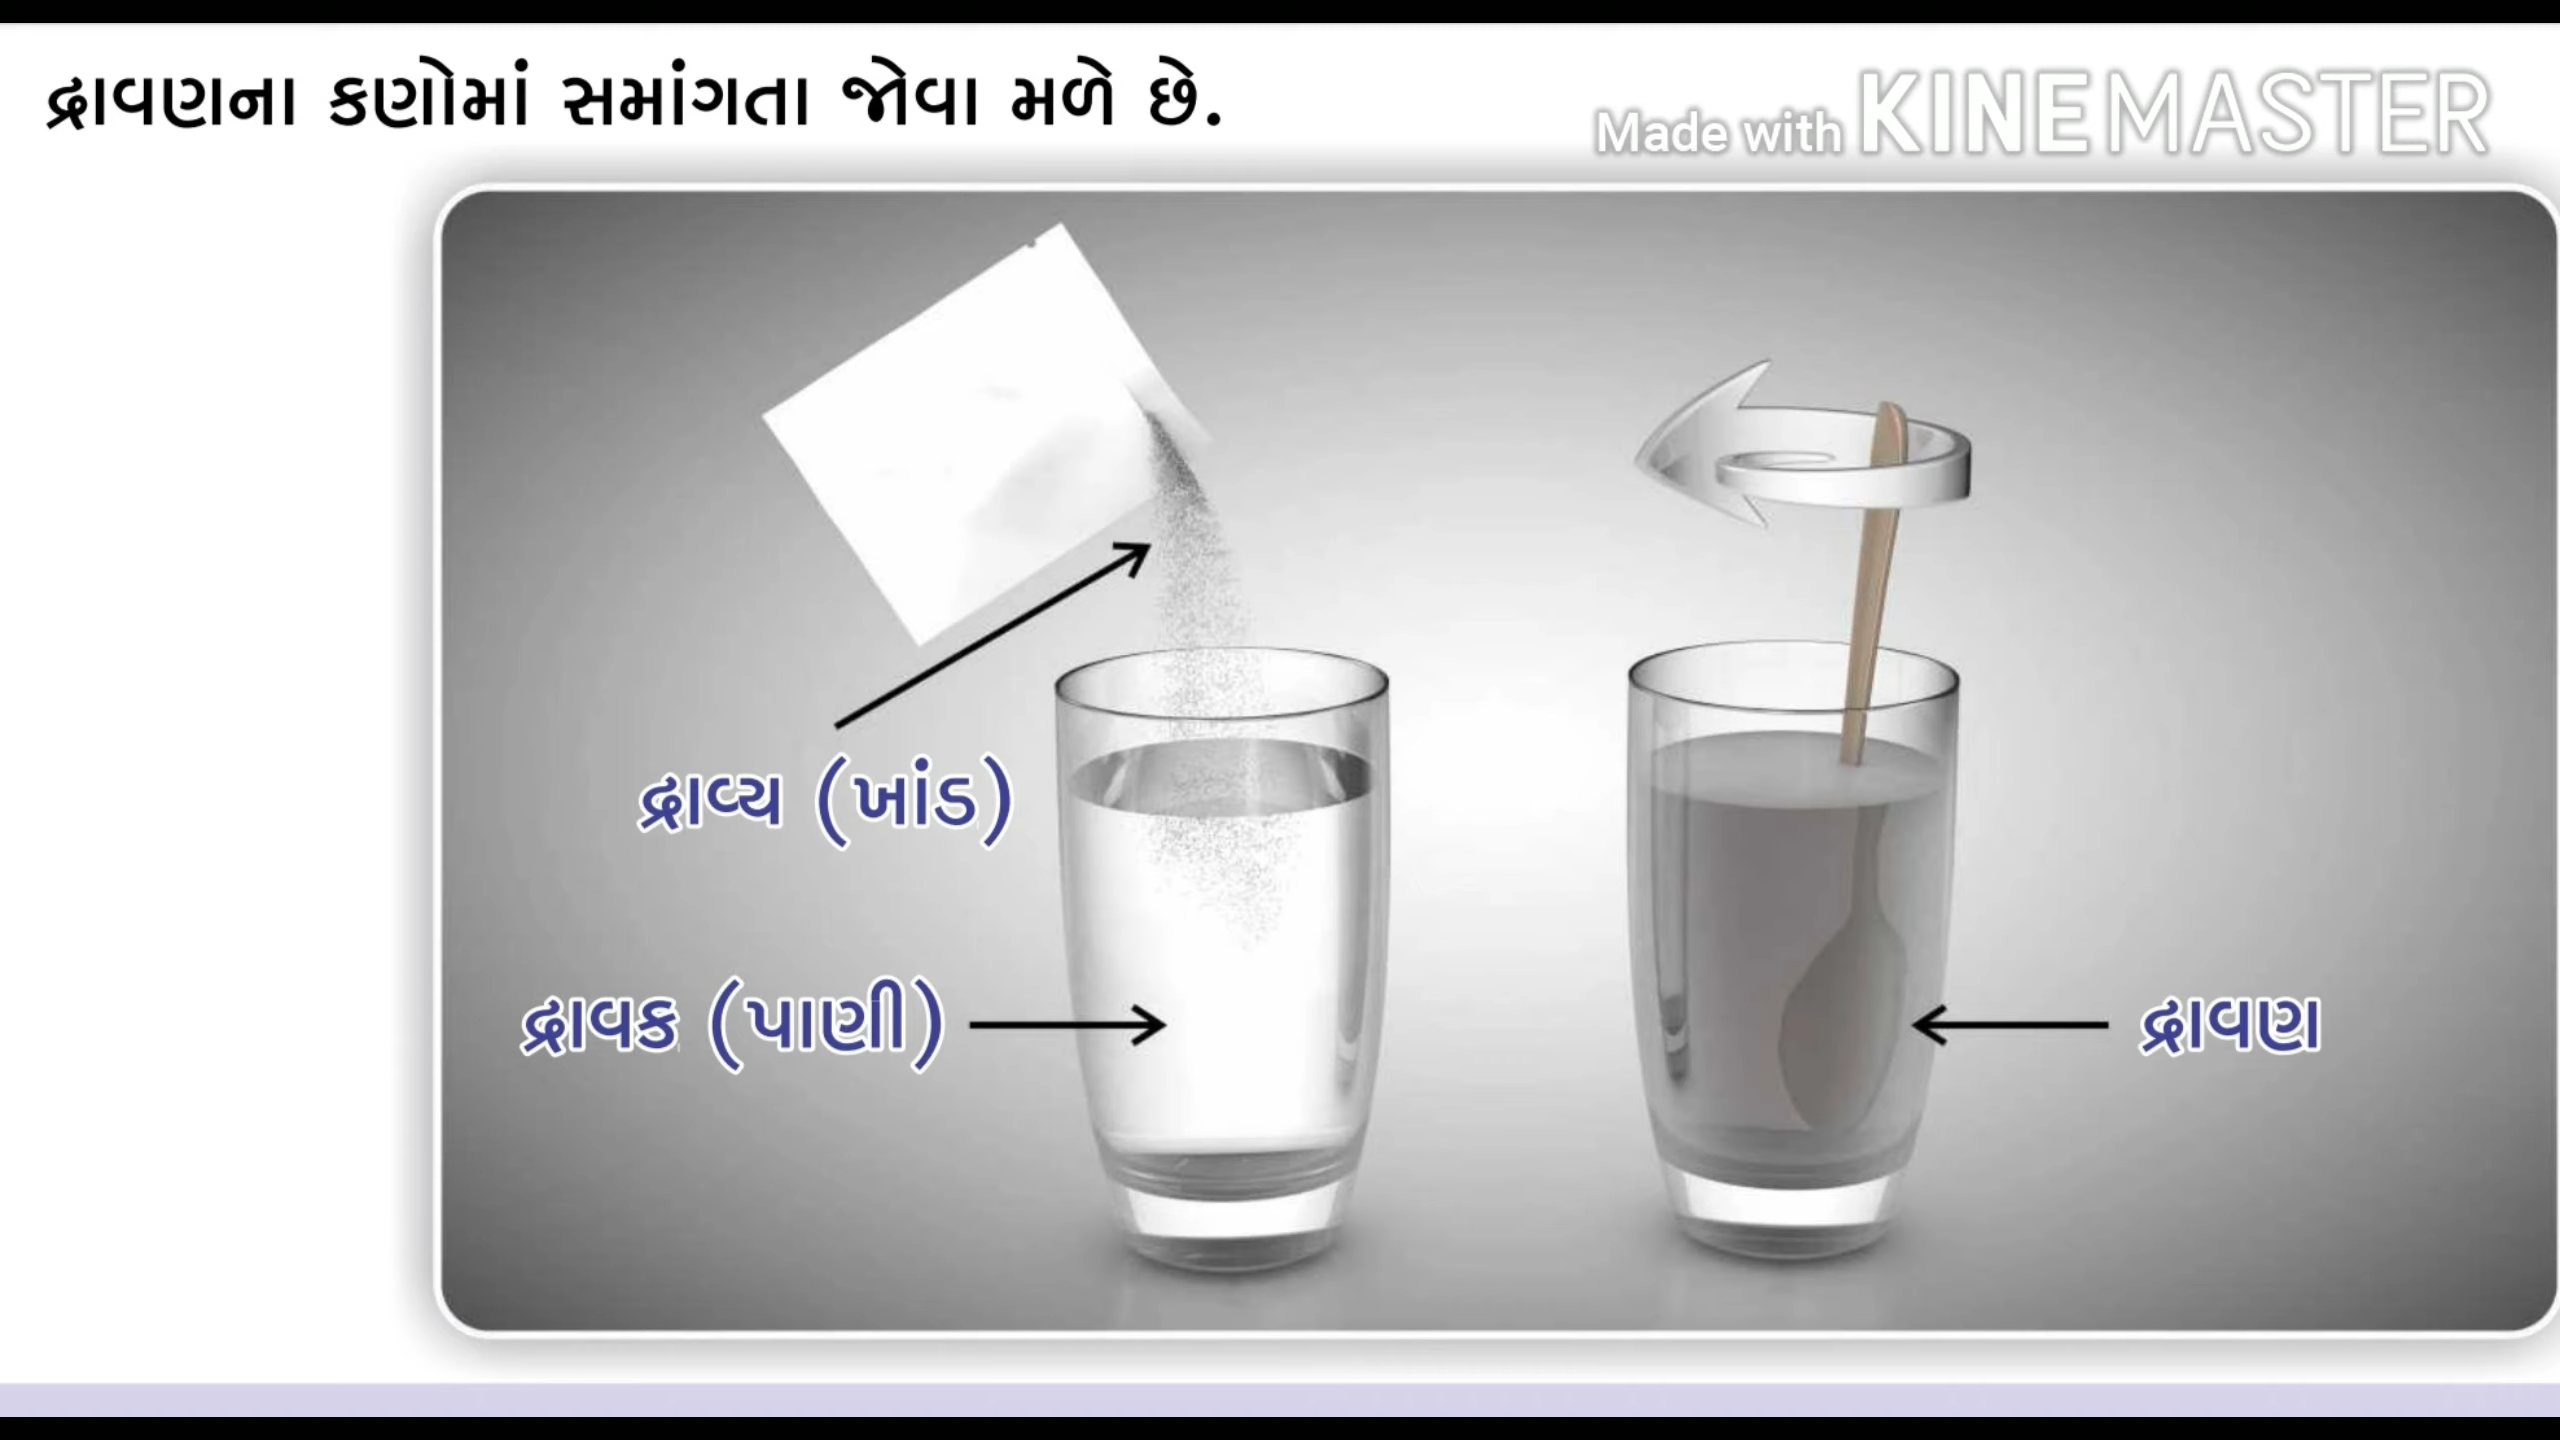 દ્રાવણના કણોમાં સમાંગતા જોવા મળે છે.
Made with KINEMASTER
દ્રાવ્ય (ખાંડ)
દ્રાવક (પાણી)
દ્રાવણ